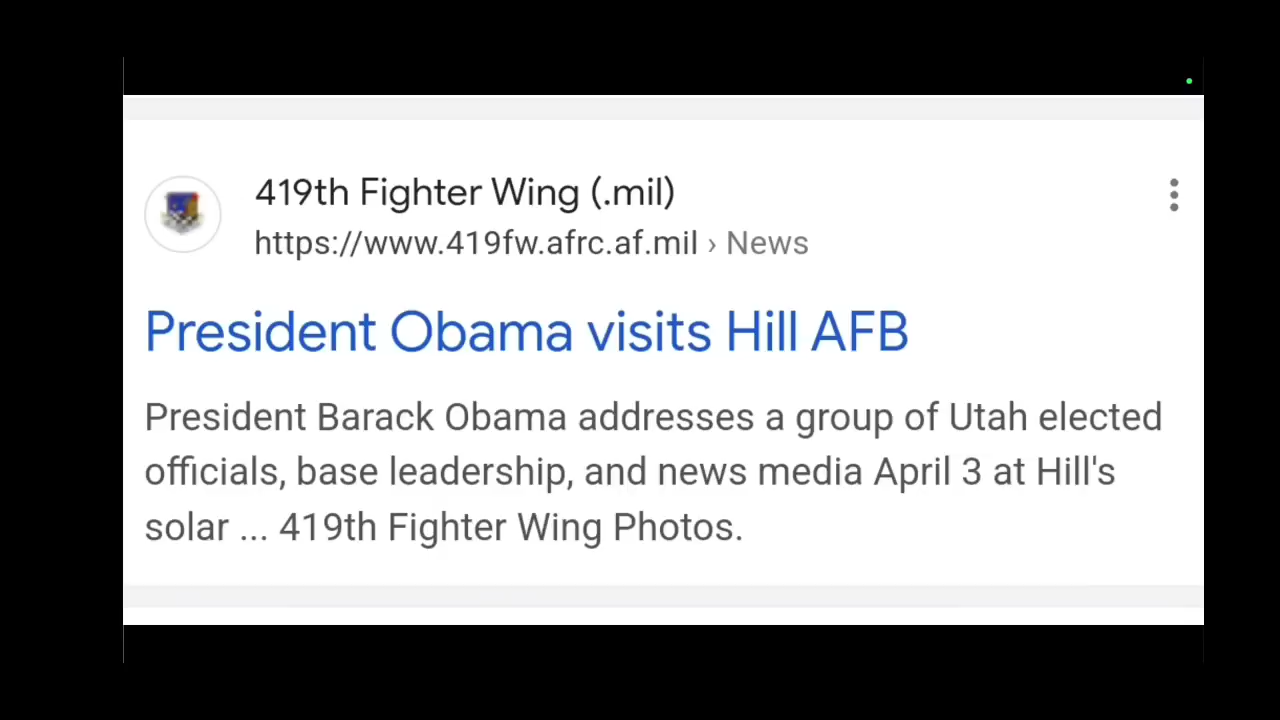 419th Fighter Wing (.mil)
https://www.419fw.afrc.af.mil › News
President Obama visits Hill AFB
President Barack Obama addresses a group of Utah elected
officials, base leadership, and news media April 3 at Hill's
solar ... 419th Fighter Wing Photos.